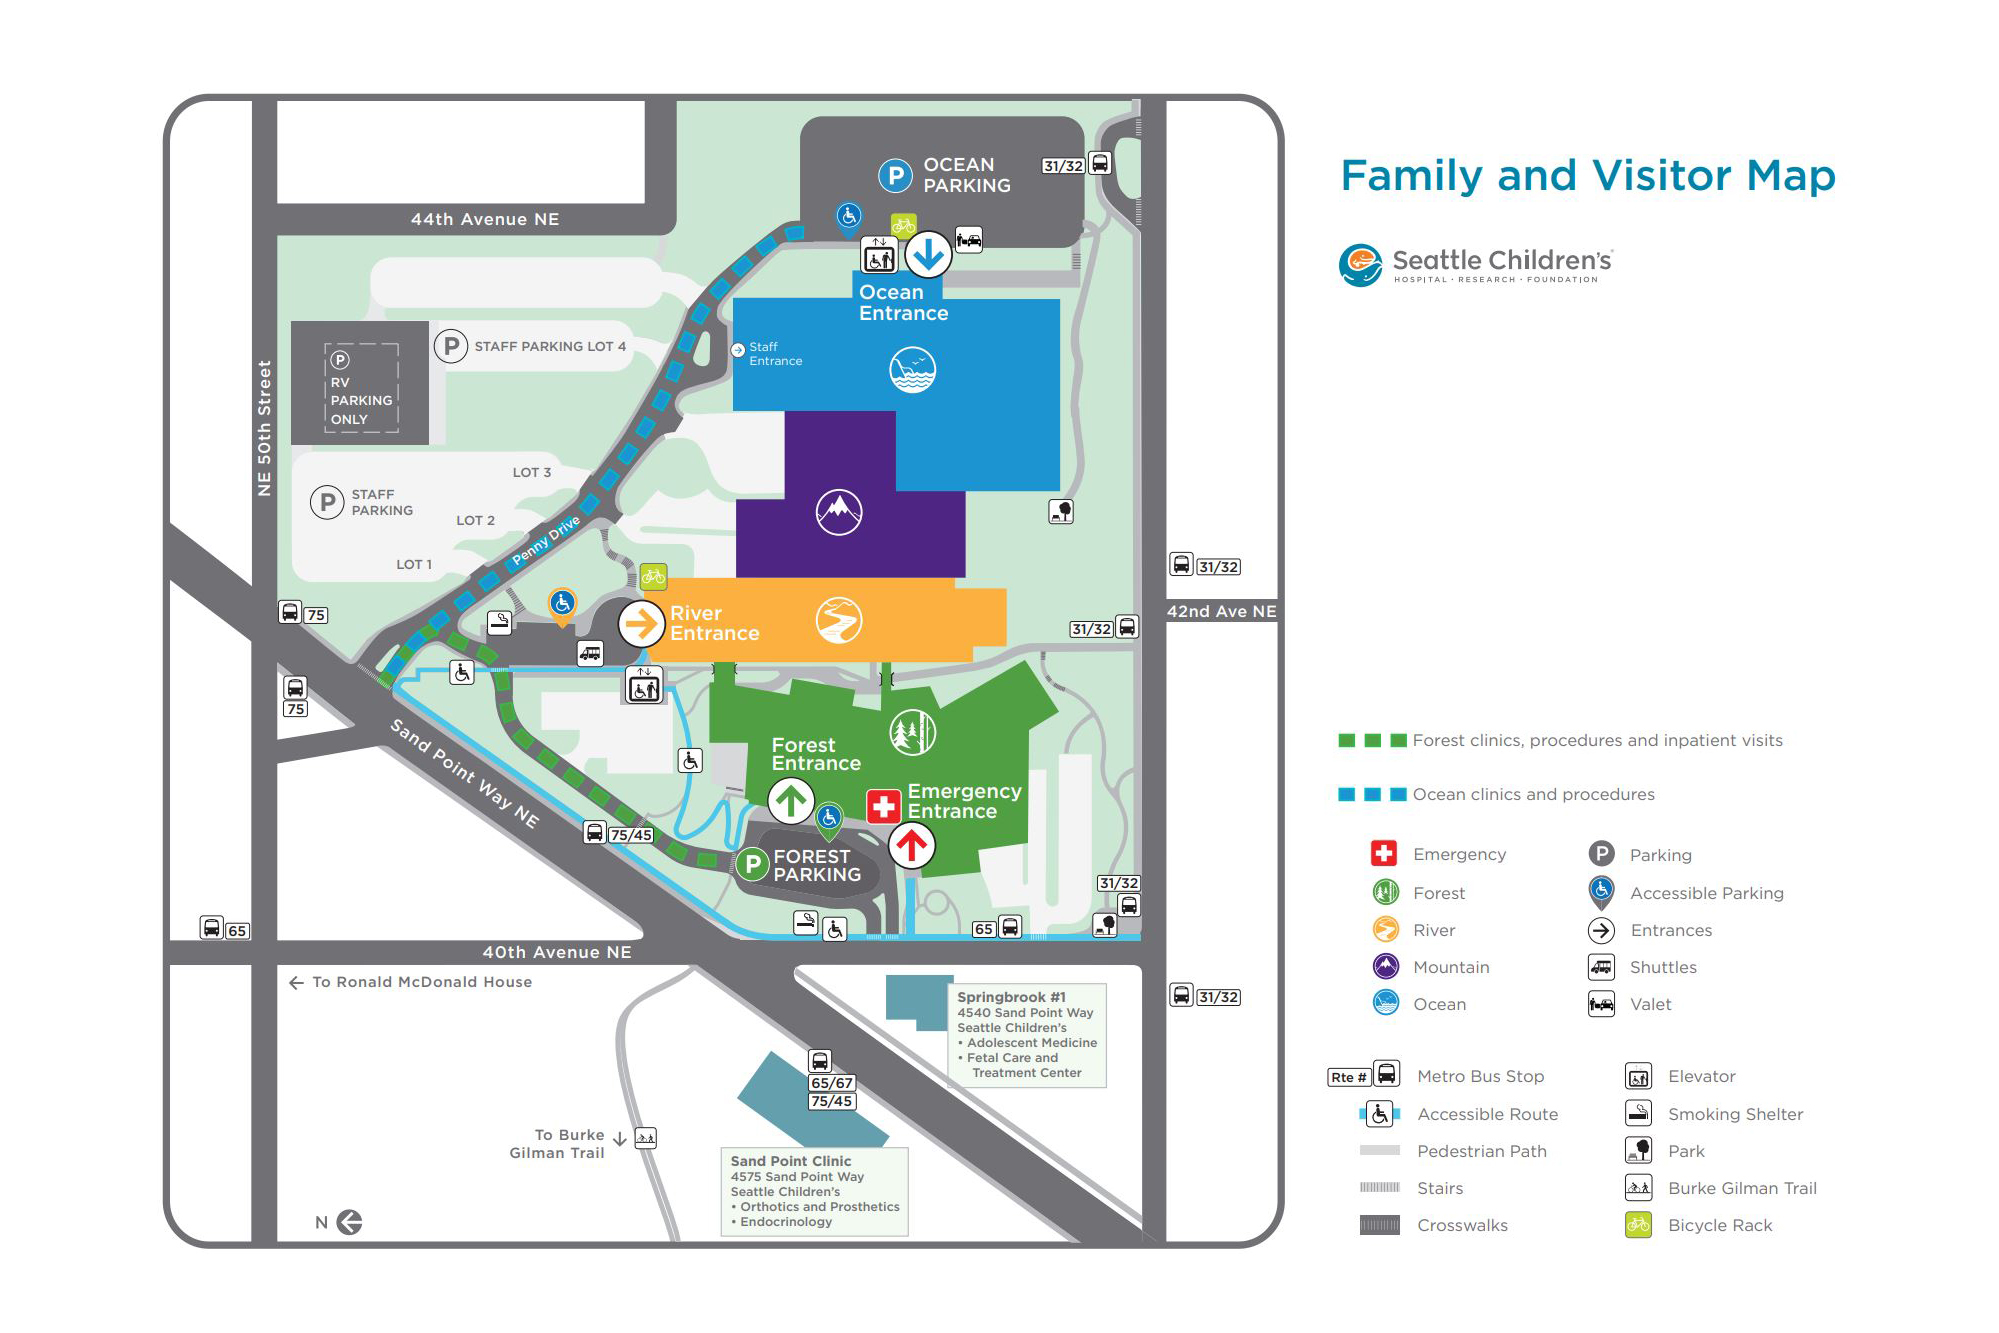 Family and Visitor Map
Seattle Children's®
HOSPITAL • RESEARCH • FOUNDATION
P
OCEAN
PARKING
31/32
44th Avenue NE
Ocean
Entrance
Staff
Entrance
P
STAFF PARKING LOT 4
P
RV
PARKING
ONLY
NE 50th Street
LOT 3
P
STAFF
PARKING
LOT 2
LOT 1
Penny Drive
31/32
42nd Ave NE
75
River
Entrance
31/32
75
Sand Point Way NE
Forest
Entrance
Emergency
Entrance
75/45
P
FOREST
PARKING
31/32
65
65
40th Avenue NE
To Ronald McDonald House
31/32
Springbrook #1
4540 Sand Point Way
Seattle Children's
• Adolescent Medicine
• Fetal Care and
Treatment Center
65/67
75/45
To Burke
Gilman Trail
Sand Point Clinic
4575 Sand Point Way
Seattle Children's
• Orthotics and Prosthetics
• Endocrinology
N
Forest clinics, procedures and inpatient visits
Ocean clinics and procedures
Emergency
Forest
River
Mountain
Ocean
P
Parking
Accessible Parking
Entrances
Shuttles
Valet
Rte #
Metro Bus Stop
Accessible Route
Pedestrian Path
Stairs
Crosswalks
Elevator
Smoking Shelter
Park
Burke Gilman Trail
Bicycle Rack